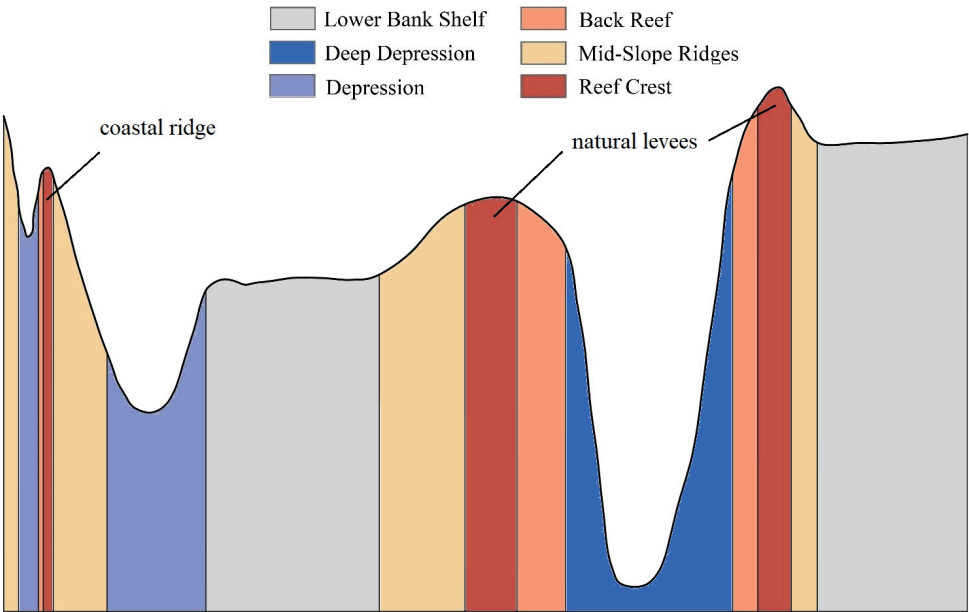 Lower Bank Shelf
Back Reef
Deep Depression
Mid-Slope Ridges
Depression
Reef Crest
coastal ridge
natural levees